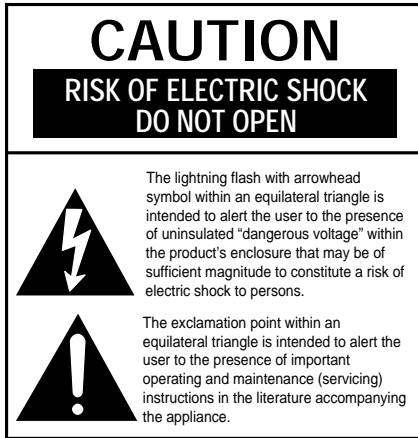 CAUTION
RISK OF ELECTRIC SHOCK
DO NOT OPEN
The lightning flash with arrowhead
symbol within an equilateral triangle is
intended to alert the user to the presence
of uninsulated “dangerous voltage” within
the product’s enclosure that may be of
sufficient magnitude to constitute a risk of
electric shock to persons.
The exclamation point within an
equilateral triangle is intended to alert the
user to the presence of important
operating and maintenance (servicing)
instructions in the literature accompanying
the appliance.